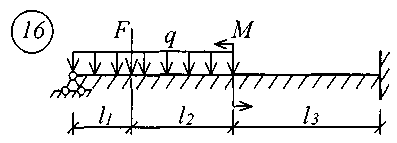 16
F q M
l₁ l₂ l₃